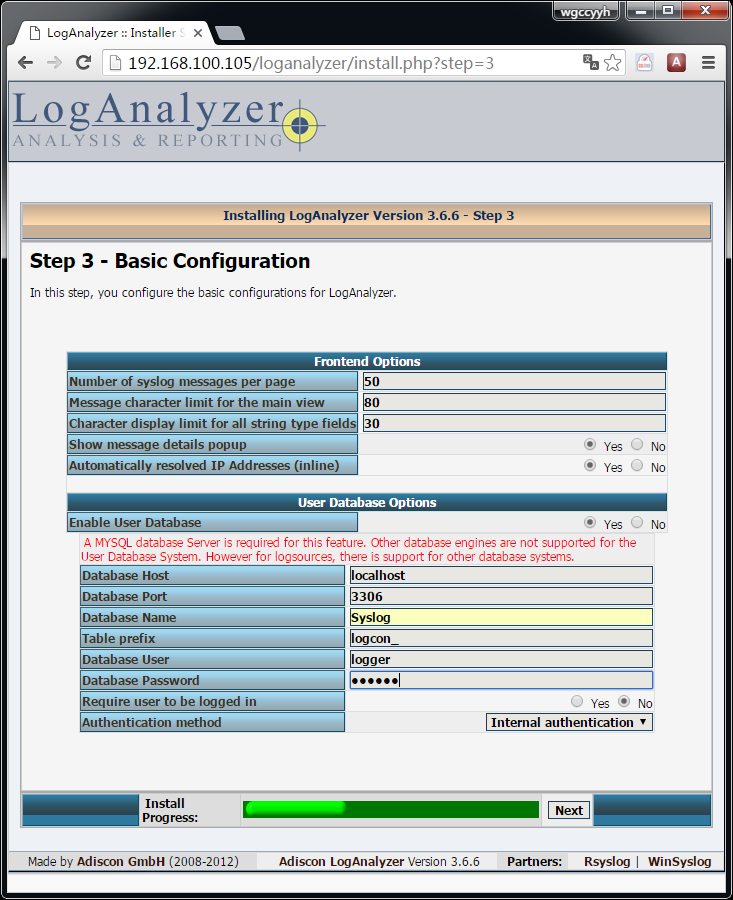 wgccyyh
LogAnalyzer :: Installer S
192.168.100.105/loganalyzer/install.php?step=3
LogAnalyzer
ANALYSIS & REPORTING
Installing LogAnalyzer Version 3.6.6 - Step 3
Step 3 - Basic Configuration
In this step, you configure the basic configurations for LogAnalyzer.
Frontend Options
Number of syslog messages per page 50
Message character limit for the main view 80
Character display limit for all string type fields 30
Show message details popup Yes No
Automatically resolved IP Addresses (inline) Yes No
User Database Options
Enable User Database Yes No
A MYSQL database Server is required for this feature. Other database engines are not supported for the
User Database System. However for logsources, there is support for other database systems.
Database Host localhost
Database Port 3306
Database Name Syslog
Table prefix logcon_
Database User logger
Database Password ••••••
Require user to be logged in Yes No
Authentication method Internal authentication
Install
Progress:
Next
Made by Adiscon GmbH (2008-2012) Adiscon LogAnalyzer Version 3.6.6 Partners: Rsyslog | WinSyslog